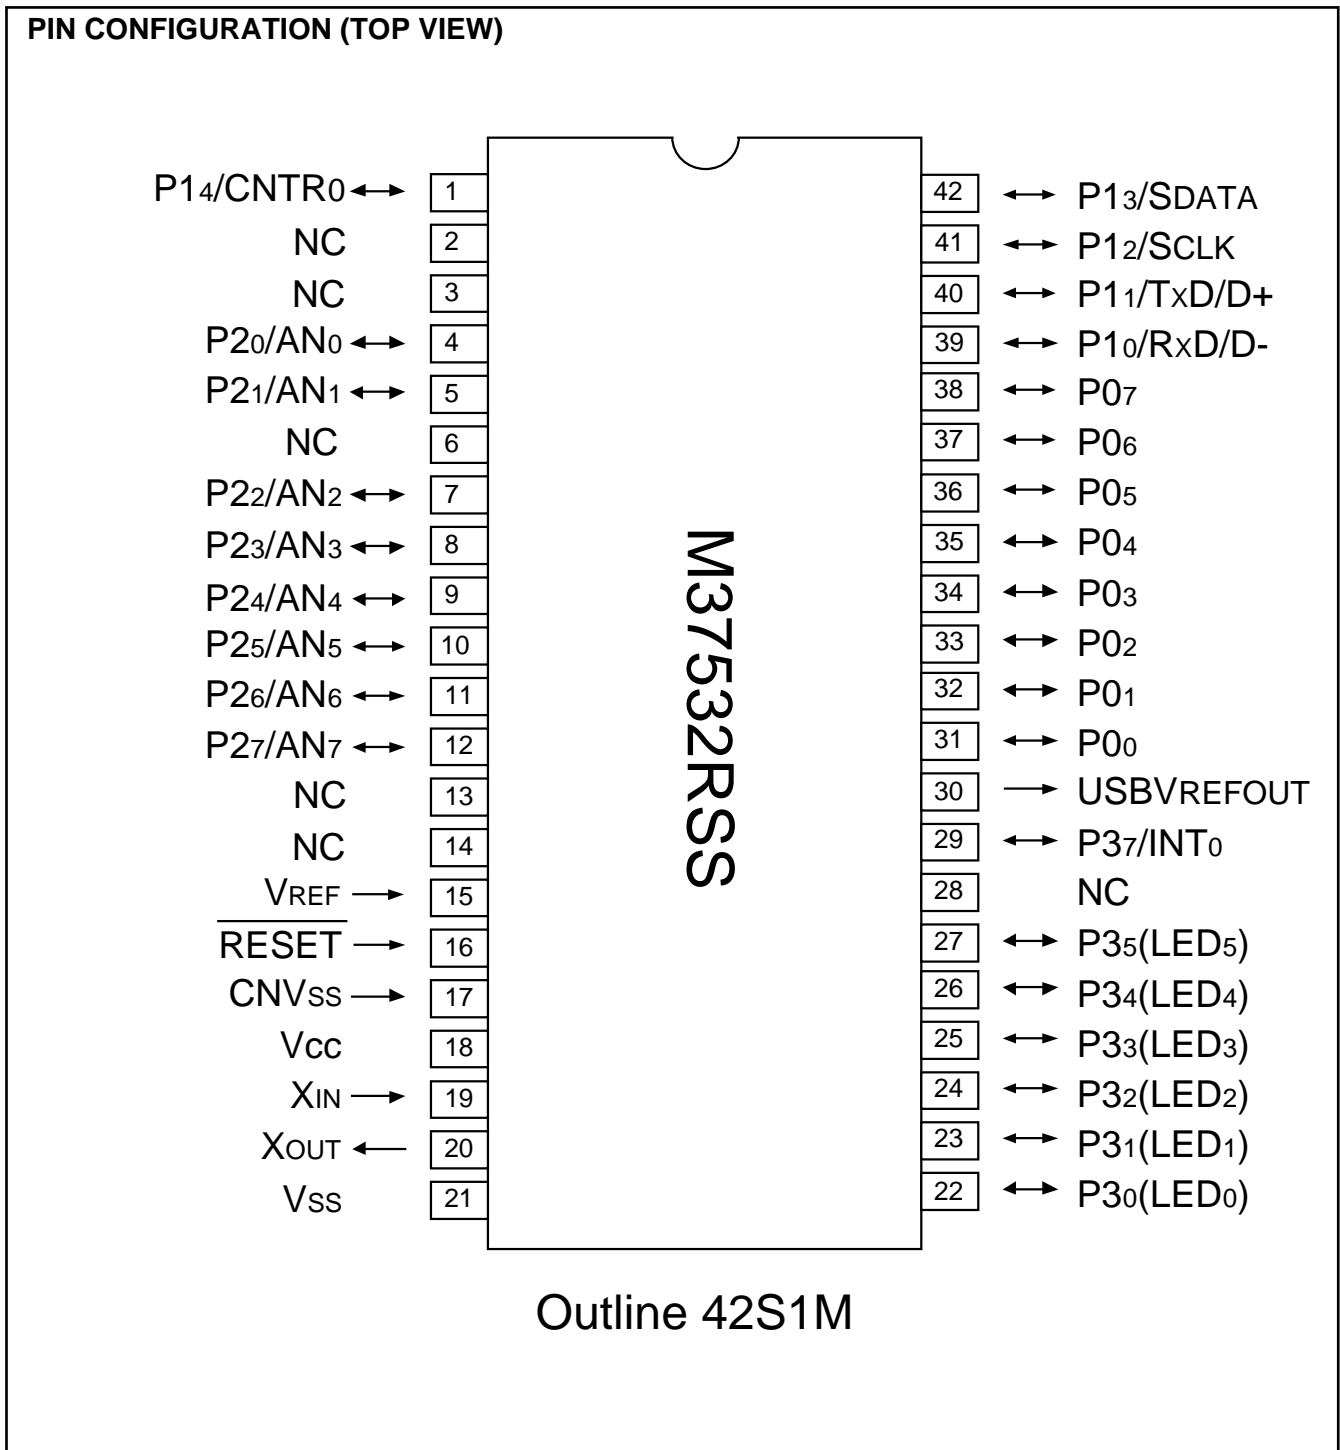 PIN CONFIGURATION (TOP VIEW)
P14/CNTR0 1
NC 2
NC 3
P20/AN0 4
P21/AN1 5
NC 6
P22/AN2 7
P23/AN3 8
P24/AN4 9
P25/AN5 10
P26/AN6 11
P27/AN7 12
NC 13
NC 14
VREF 15
RESET 16
CNVSS 17
Vcc 18
XIN 19
XOUT 20
Vss 21
M37532RSS
42 P13/SDATA
41 P12/SCLK
40 P11/TxD/D+
39 P10/RxD/D-
38 P07
37 P06
36 P05
35 P04
34 P03
33 P02
32 P01
31 P00
30 USBVREFOUT
29 P37/INT0
28 NC
27 P35(LED5)
26 P34(LED4)
25 P33(LED3)
24 P32(LED2)
23 P31(LED1)
22 P30(LED0)
Outline 42S1M